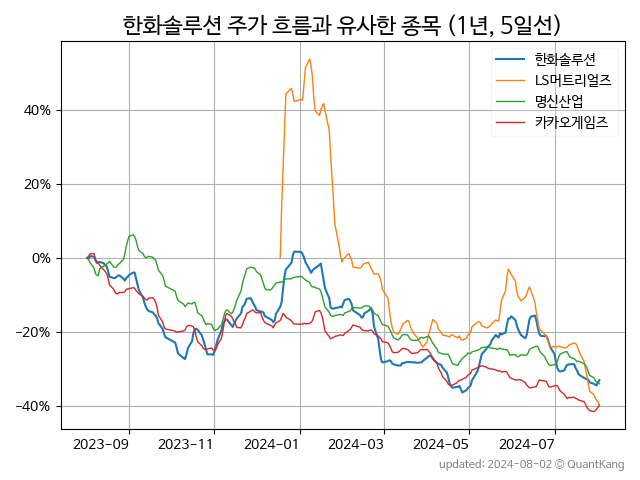 한화솔루션 주가 흐름과 유사한 종목 (1년, 5일선)
한화솔루션
LS머트리얼즈
명신산업
카카오게임즈
40%
20%
0%
−20%
−40%
2023-09 2023-11 2024-01 2024-03 2024-05 2024-07
updated: 2024-08-02 © QuantKang